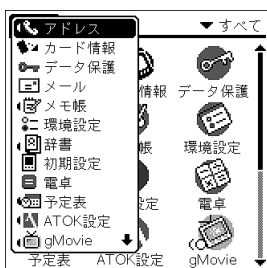 アドレス
カード情報
データ保護
メール
メモ帳
環境設定
辞書
初期設定
電卓
予定表
ATOK設定
gMovie
▼すべて
情報 データ保護
帳 環境設定
定 電卓
予定表 ATOK設定 gMovie